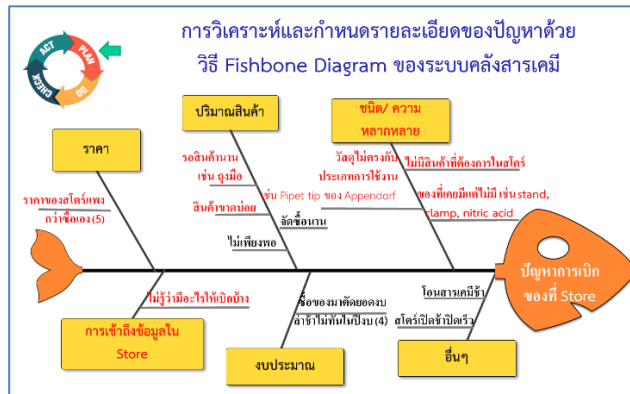 การวิเคราะห์และกำหนดรายละเอียดของปัญหาด้วย
วิธี Fishbone Diagram ของระบบคลังสารเคมี
ACT
PLAN
DO
CHECK
ปริมาณสินค้า
ชนิด/ ความ
หลากหลาย
ราคา
รอสินค้านาน
เช่น ถุงมือ
วัสดุไม่ตรงกับ
ประเภทการใช้งาน
เช่น Pipet tip ของ Appendorf
ไม่มีสินค้าที่ต้องการในสโตร์
ราคาของสโตร์แพง
กว่าซื้อเอง (5)
สินค้าขาดบ่อย
ของที่เคยมีแต่ไม่มี เช่น stand,
clamp, nitric acid
จัดซื้อนาน
ไม่เพียงพอ
ปัญหาการเบิก
ของที่ Store
ไม่รู้ว่ามีอะไรให้เบิกบ้าง
ซื้อของมาตัดยอดงบ
ล่าช้าไม่ทันในปีงบ (4)
โอนสารเคมีช้า
สโตร์เปิดช้าปิดเร็ว
การเข้าถึงข้อมูลใน
Store
งบประมาณ
อื่นๆ